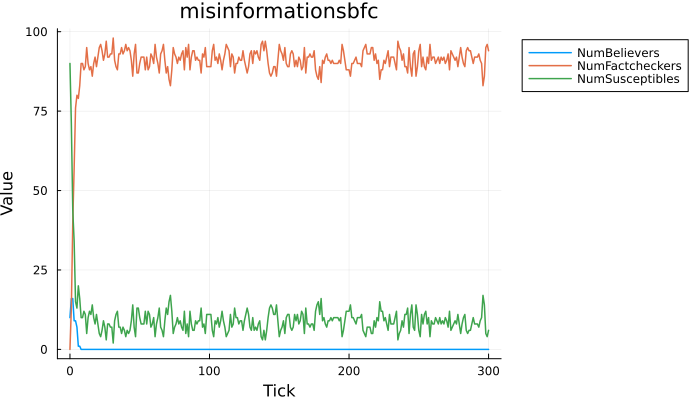 misinformationsbfc
NumBelievers
NumFactcheckers
NumSusceptibles
100
75
50
25
0
Value
0
100
200
300
Tick